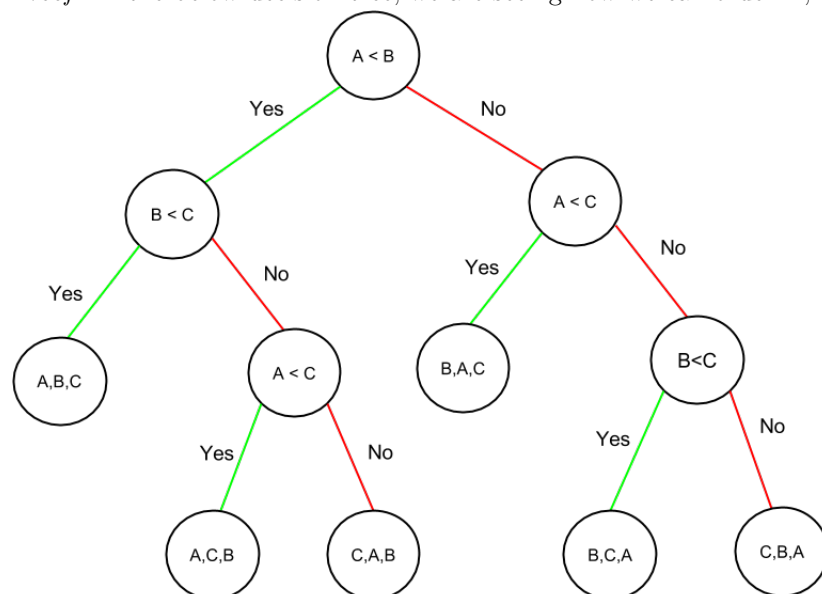 A < B
Yes
No
B < C
A < C
Yes
No
Yes
No
A,B,C
A < C
B,A,C
B<C
Yes
No
Yes
No
A,C,B
C,A,B
B,C,A
C,B,A